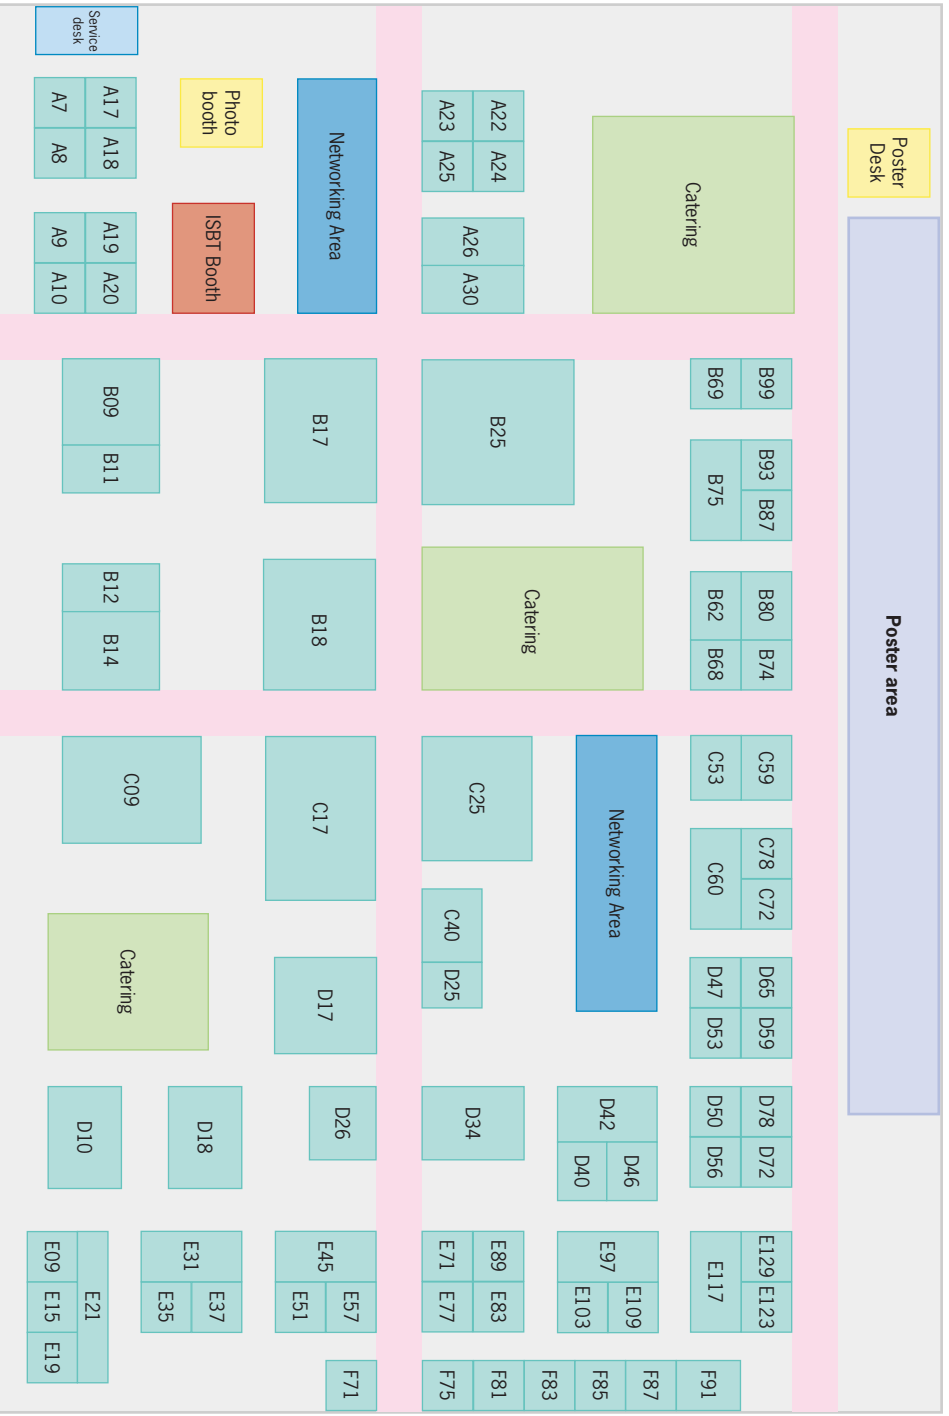 Service
desk
A17
A7
A18
A8
A19
A9
A20
A10
Photo
booth
ISBT Booth
Networking Area
A22
A23
A24
A25
A26
A30
Catering
Poster
Desk
Poster area
B09
B11
B12
B14
B17
B18
B25
Catering
B99
B69
B93
B87
B75
B80
B62
B74
B68
C09
C17
C25
Networking Area
C59
C53
C78
C72
C60
C40
D25
Catering
D17
D65
D47
D59
D53
D10
D18
D26
D34
D42
D46
D40
D78
D50
D72
D56
E21
E09
E15
E19
E31
E37
E35
E45
E57
E51
E89
E71
E83
E77
E97
E109
E103
E129
E123
E117
F71
F75
F81
F83
F85
F87
F91